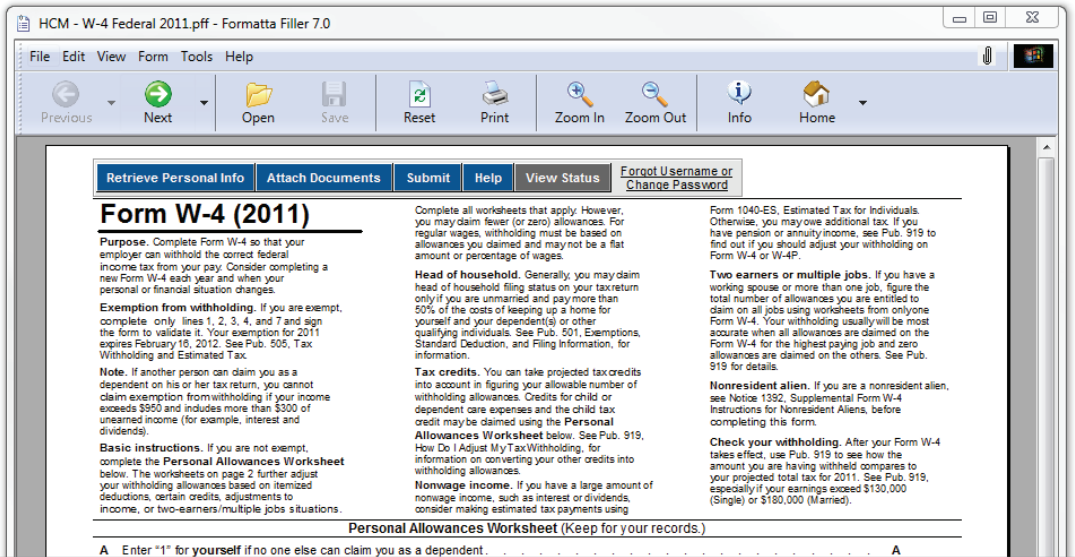 HCM - W-4 Federal 2011.pff - Formatta Filler 7.0
File Edit View Form Tools Help
Previous Next Open Save Reset Print Zoom In Zoom Out Info Home
Retrieve Personal Info Attach Documents Submit Help View Status Forgot Username or
Change Password
Form W-4 (2011)
Purpose. Complete Form W-4 so that your
employer can withhold the correct federal
income tax from your pay. Consider completing a
new Form W-4 each year and when your
personal or financial situation changes.
Exemption from withholding. If you are exempt,
complete only lines 1, 2, 3, 4, and 7 and sign
the form to validate it. Your exemption for 2011
expires February 16, 2012. See Pub. 505, Tax
Withholding and Estimated Tax.
Note. If another person can claim you as a
dependent on his or her tax return, you cannot
claim exemption from withholding if your income
exceeds $950 and includes more than $300 of
unearned income (for example, interest and
dividends).
Basic instructions. If you are not exempt,
complete the Personal Allowances Worksheet
below. The worksheets on page 2 further adjust
your withholding allowances based on itemized
deductions, certain credits, adjustments to
income, or two-earners/multiple jobs situations.
Complete all worksheets that apply. However,
you may claim fewer (or zero) allowances. For
regular wages, withholding must be based on
allowances you claimed and may not be a flat
amount or percentage of wages.
Head of household. Generally, you may claim
head of household filing status on your tax return
only if you are unmarried and pay more than
50% of the costs of keeping up a home for
yourself and your dependent(s) or other
qualifying individuals. See Pub. 501, Exemptions,
Standard Deduction, and Filing Information, for
information.
Tax credits. You can take projected tax credits
into account in figuring your allowable number of
withholding allowances. Credits for child or
dependent care expenses and the child tax
credit may be claimed using the Personal
Allowances Worksheet below. See Pub. 919,
How Do I Adjust My Tax Withholding, for
information on converting your other credits into
withholding allowances.
Nonwage income. If you have a large amount of
nonwage income, such as interest or dividends,
consider making estimated tax payments using
Form 1040-ES, Estimated Tax for Individuals.
Otherwise, you may owe additional tax. If you
have pension or annuity income, see Pub. 919 to
find out if you should adjust your withholding on
Form W-4 or W-4P.
Two earners or multiple jobs. If you have a
working spouse or more than one job, figure the
total number of allowances you are entitled to
claim on all jobs using worksheets from only one
Form W-4. Your withholding usually will be most
accurate when all allowances are claimed on the
Form W-4 for the highest paying job and zero
allowances are claimed on the others. See Pub.
919 for details.
Nonresident alien. If you are a nonresident alien,
see Notice 1392, Supplemental Form W-4
Instructions for Nonresident Aliens, before
completing this form.
Check your withholding. After your Form W-4
takes effect, use Pub. 919 to see how the
amount you are having withheld compares to
your projected total tax for 2011. See Pub. 919,
especially if your earnings exceed $130,000
(Single) or $180,000 (Married).
Personal Allowances Worksheet (Keep for your records.)
A Enter “1” for yourself if no one else can claim you as a dependent . . . . . . . . . . . . . . . . . . A